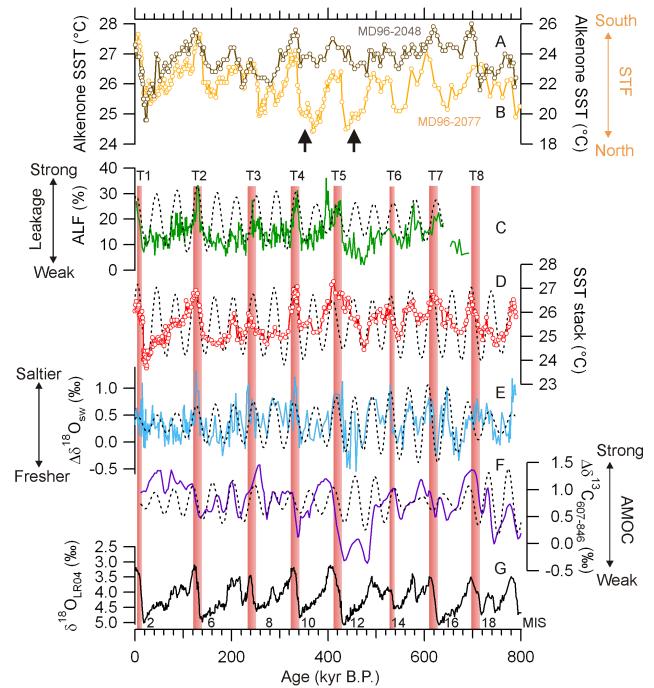 28
27
26
25
24
Alkenone SST (°C)
MD96-2048
A
B
MD96-2077
26
24
22
20
18
Alkenone SST (°C)
South
STF
North
Strong
Leakage
Weak
ALF (%)
40
30
20
10
0
T1 T2 T3 T4 T5 T6 T7 T8
C
D
28
27
26
25
24
23
SST stack (°C)
Saltier
Fresher
Δδ18Osw (‰)
1.0
0.5
0.0
-0.5
E
F
1.5
1.0
0.5
0.0
-0.5
Δδ13C607-846 (‰)
Strong
AMOC
Weak
δ18OLR04 (‰)
2.5
3.0
3.5
4.0
4.5
5.0
G
2 6 8 10 12 14 16 18 MIS
0 200 400 600 800
Age (kyr B.P.)